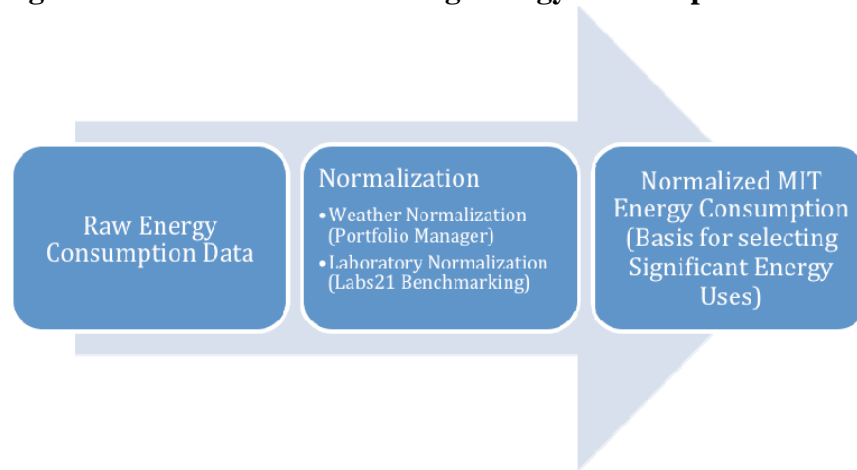 Raw Energy
Consumption Data
Normalization
•Weather Normalization
(Portfolio Manager)
•Laboratory Normalization
(Labs21 Benchmarking)
Normalized MIT
Energy Consumption
(Basis for selecting
Significant Energy
Uses)